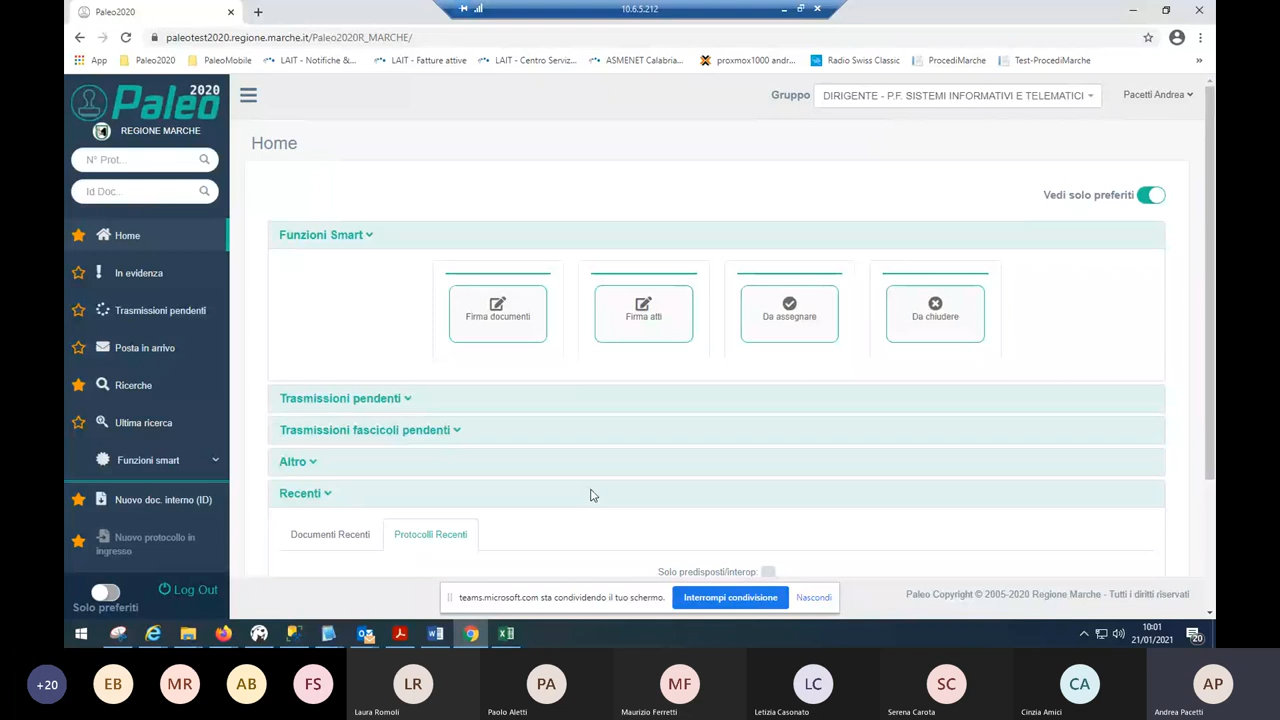 Paleo2020
10.6.5.212
paleotest2020.regione.marche.it/Paleo2020R_MARCHE/
App Paleo2020 PaleoMobile LAIT - Notifiche &... LAIT - Fatture attive LAIT - Centro Serviz... ASMENET Calabria... proxmox1000 andr... Radio Swiss Classic ProcediMarche Test-ProcediMarche »
Paleo 2020
REGIONE MARCHE
N° Prot...
Id Doc..
Home
In evidenza
Trasmissioni pendenti
Posta in arrivo
Ricerche
Ultima ricerca
Funzioni smart
Nuovo doc. interno (ID)
Nuovo protocollo in
ingresso
Log Out
Solo preferiti
Gruppo DIRIGENTE - P.F. SISTEMI INFORMATIVI E TELEMATICI Pacetti Andrea
Home
Vedi solo preferiti
Funzioni Smart
Firma documenti Firma atti Da assegnare Da chiudere
Trasmissioni pendenti
Trasmissioni fascicoli pendenti
Altro
Recenti
Documenti Recenti Protocolli Recenti
Solo predisposti/interop:
teams.microsoft.com sta condividendo il tuo schermo. Interrompi condivisione Nascondi
Paleo Copyright © 2005-2020 Regione Marche - Tutti i diritti riservati
10:01
21/01/2021
20
+20 EB MR AB FS LR PA MF LC SC CA AP
Laura Romoli Paolo Aletti Maurizio Ferretti Letizia Casonato Serena Carota Cinzia Amici Andrea Pacetti